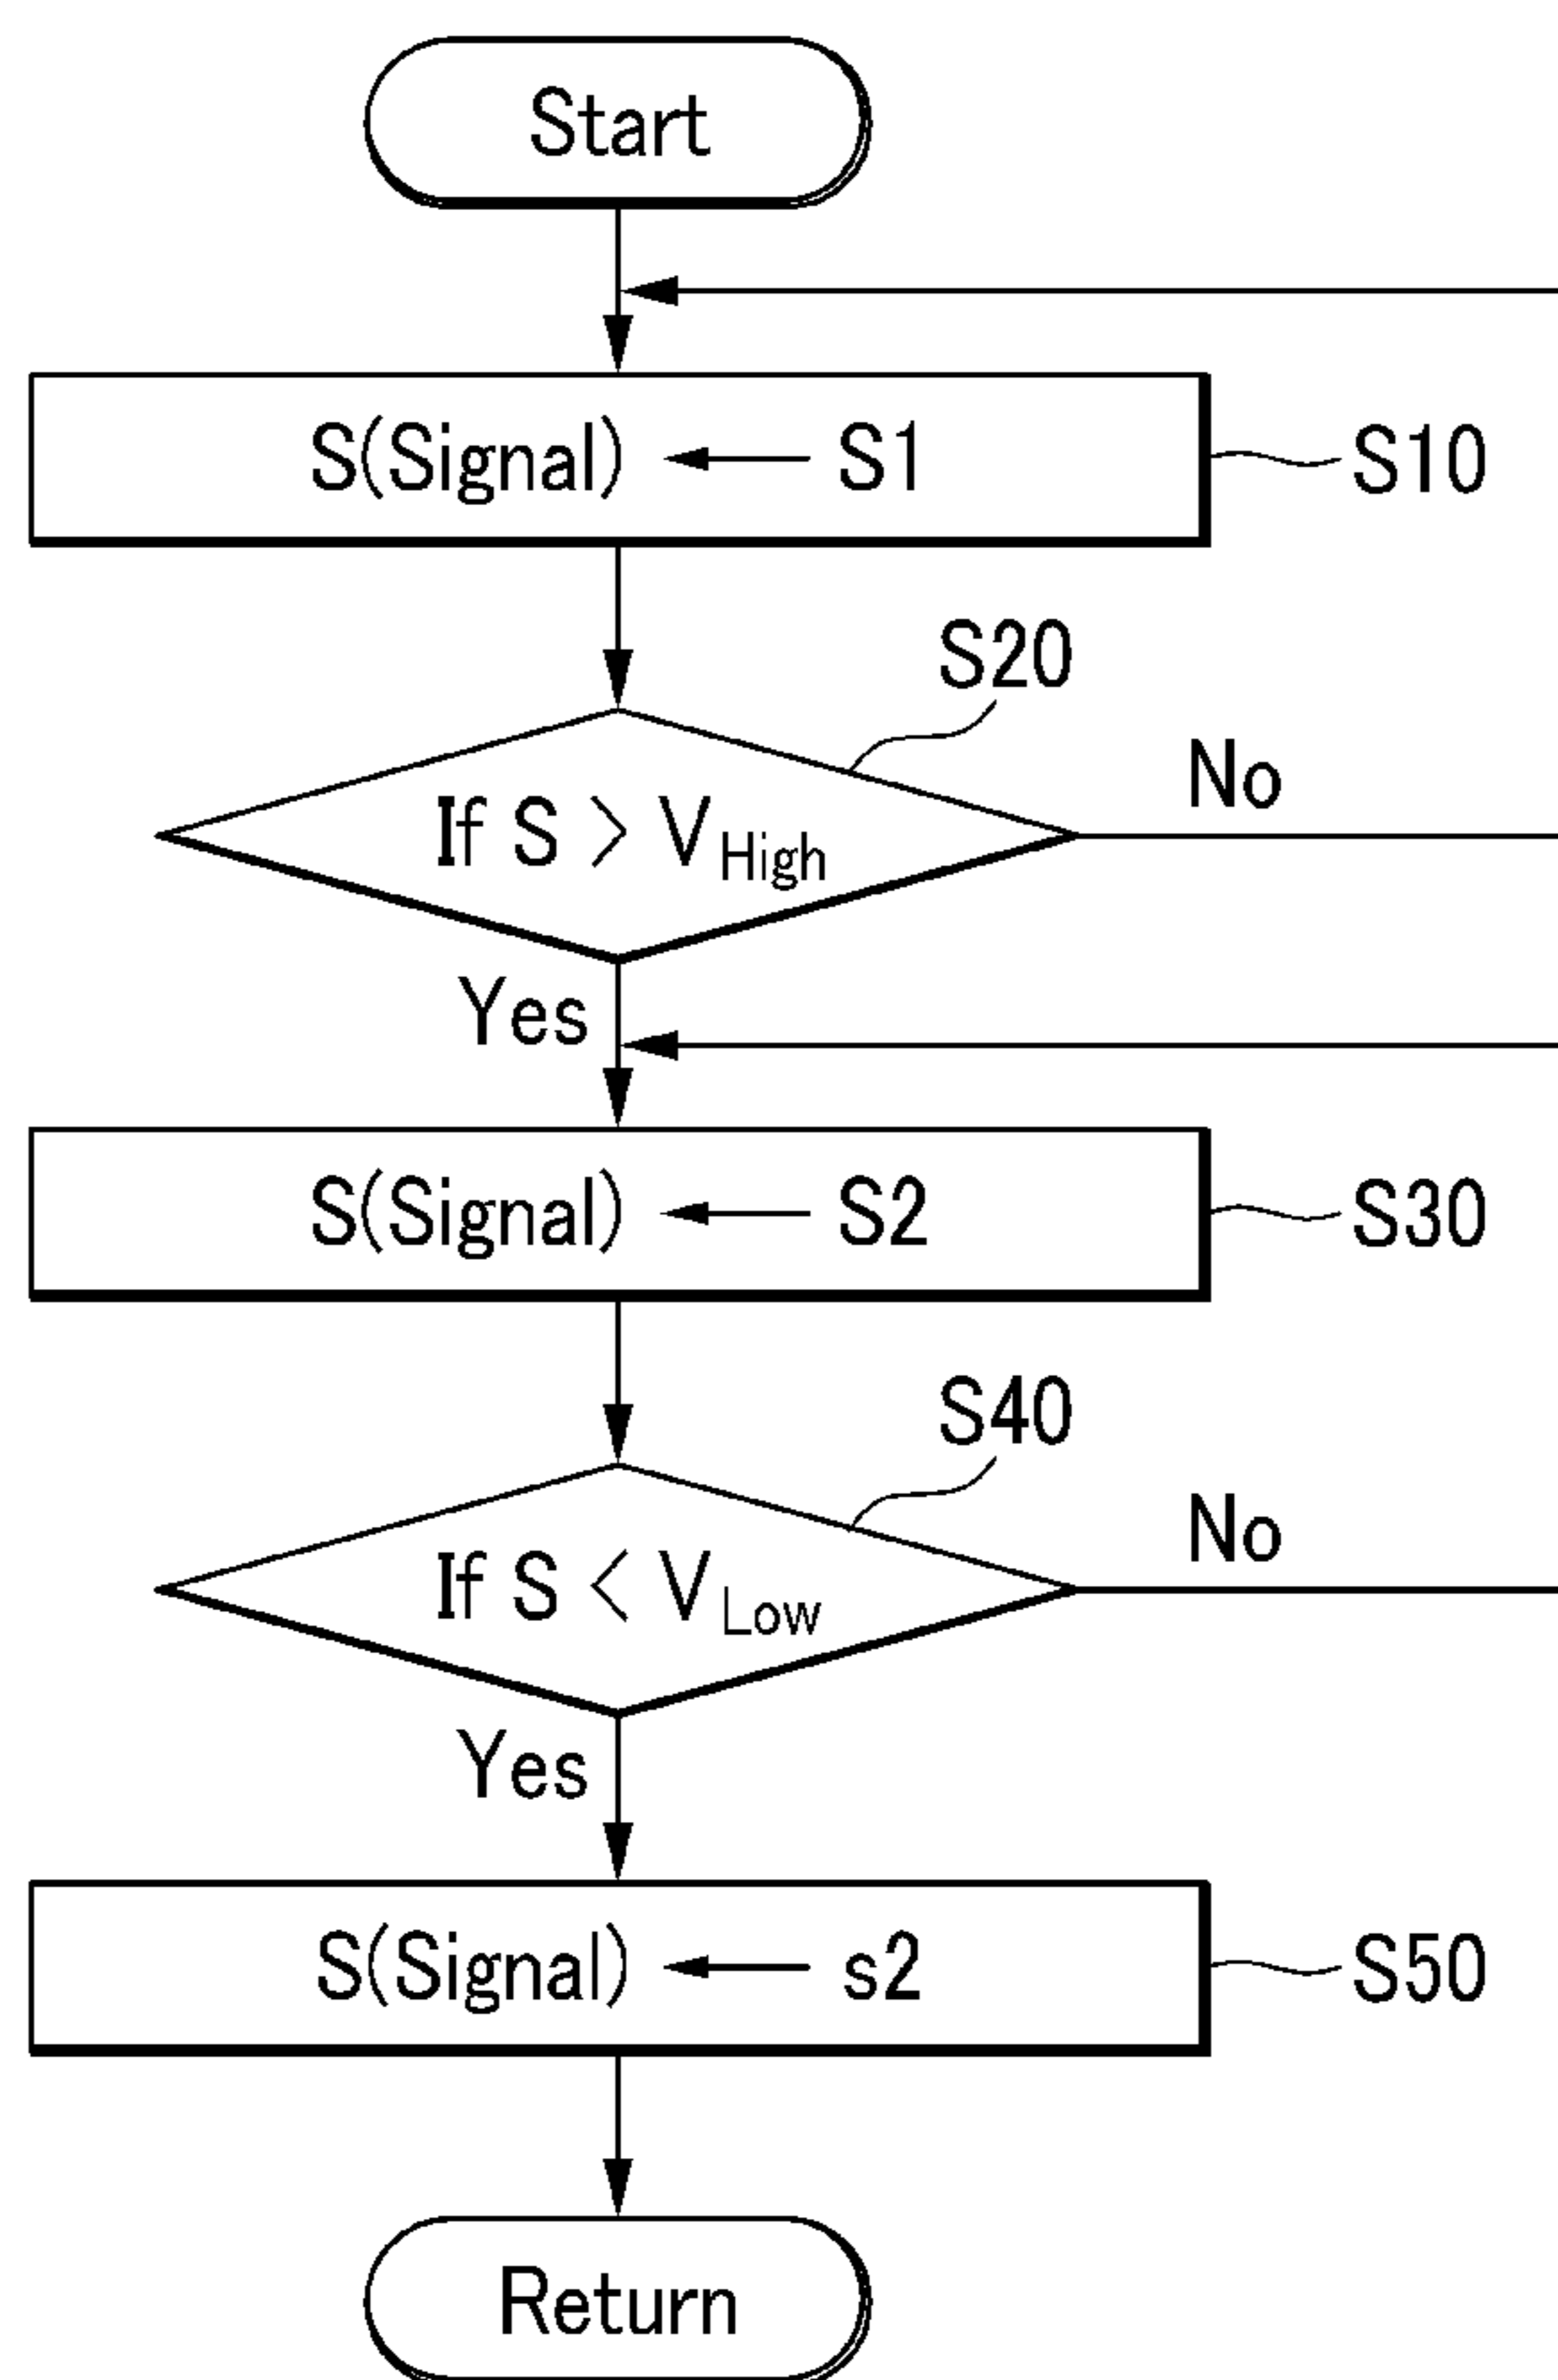 Start
S(Signal) ← S1
S10
S20
If S > V_High
No
Yes
S(Signal) ← S2
S30
S40
If S < V_Low
No
Yes
S(Signal) ← s2
S50
Return